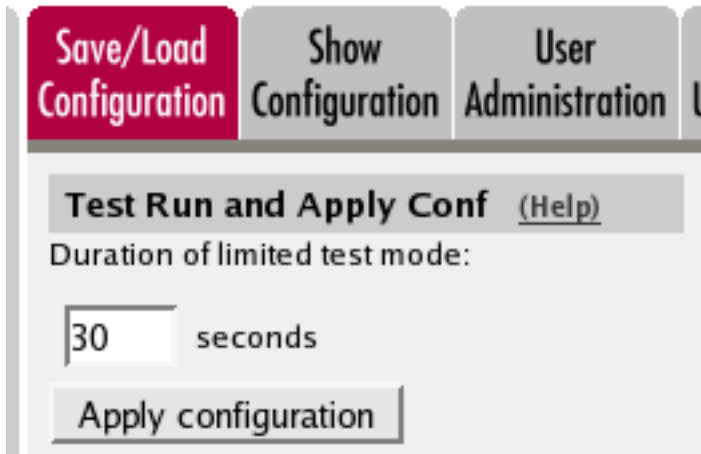 Save/Load Configuration
Show Configuration
User Administration
Test Run and Apply Conf (Help)
Duration of limited test mode:
30 seconds
Apply configuration